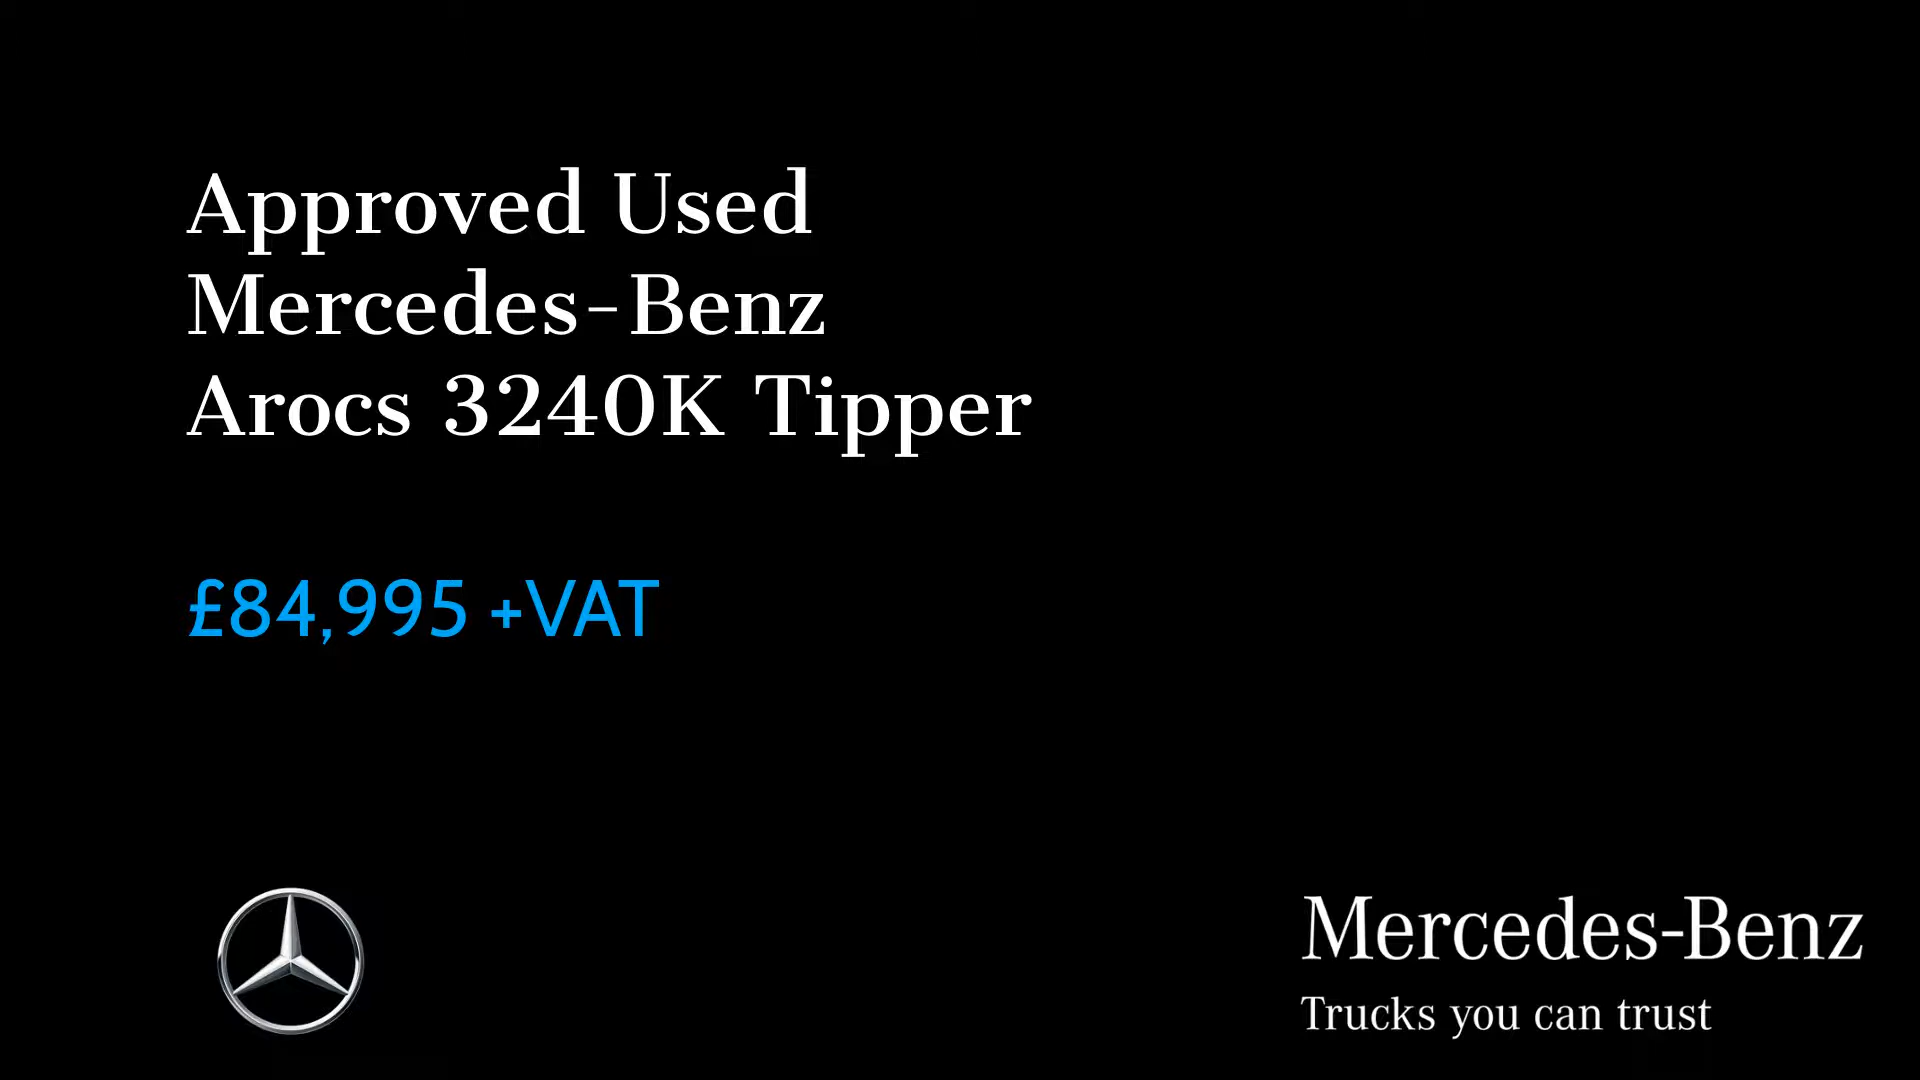 Approved Used
Mercedes-Benz
Arocs 3240K Tipper
£84,995 +VAT
Mercedes-Benz
Trucks you can trust